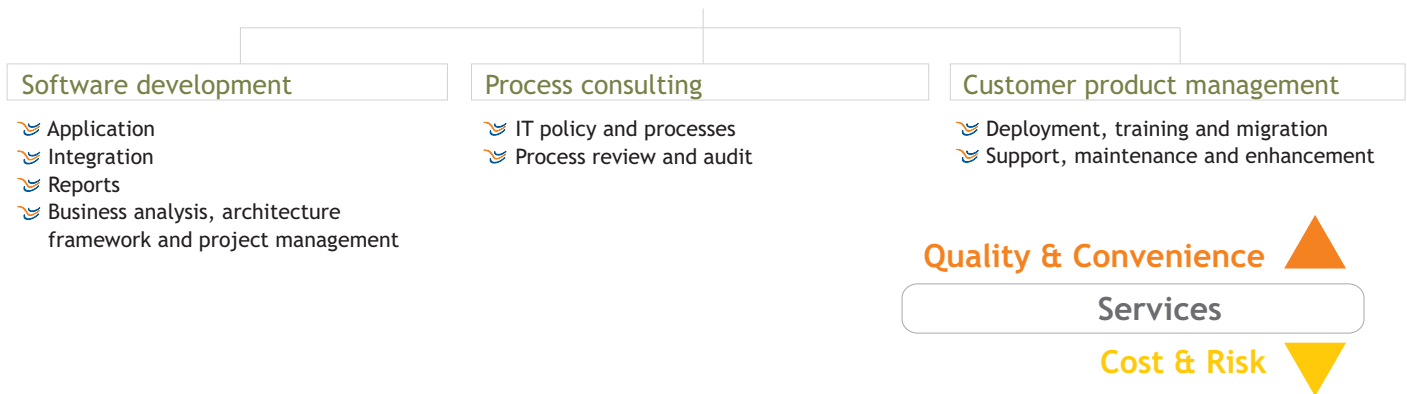 Software development
Application
Integration
Reports
Business analysis, architecture
framework and project management
Process consulting
IT policy and processes
Process review and audit
Customer product management
Deployment, training and migration
Support, maintenance and enhancement
Quality & Convenience
Services
Cost & Risk